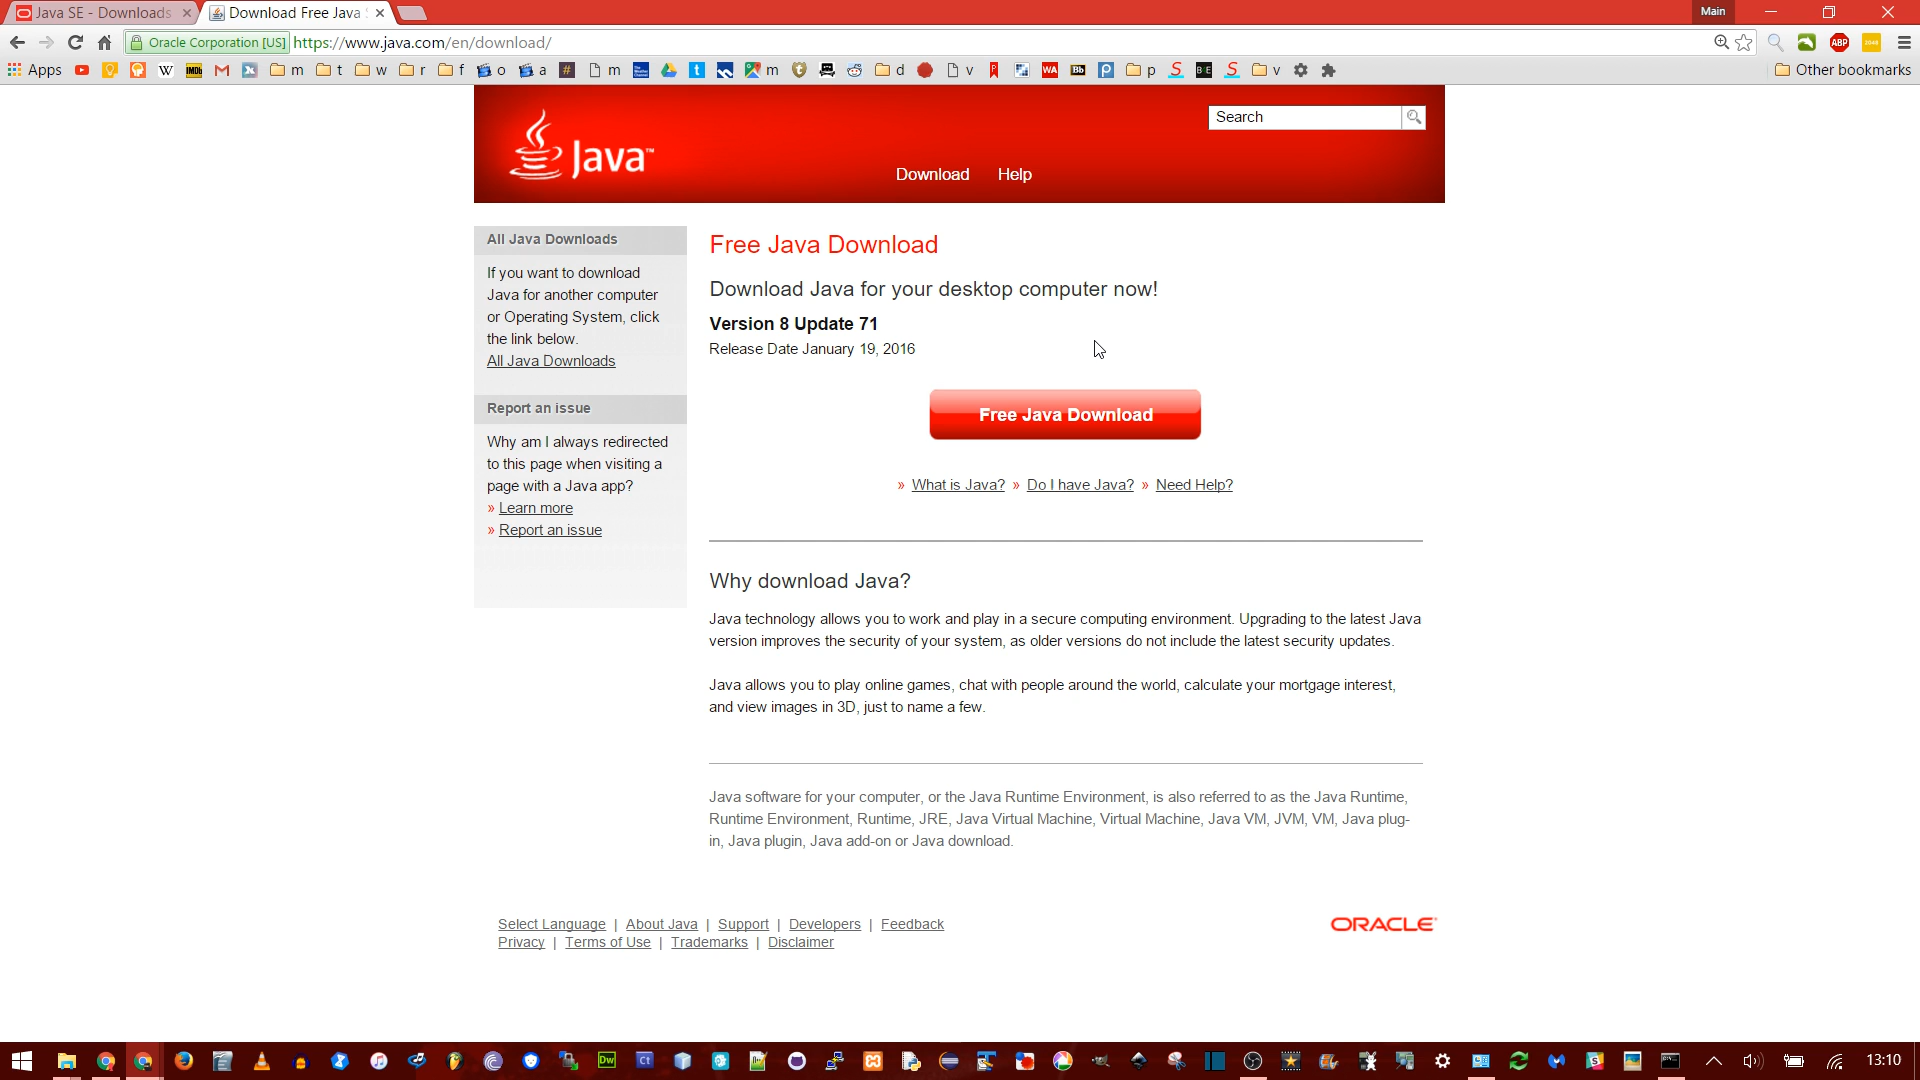 Java SE - Downloads
Download Free Java
Main
Oracle Corporation [US] https://www.java.com/en/download/
ABP
Apps
W
IMDb
m
t
w
r
f
o
a
#
m
t
m
d
v
WA
Bb
P
p
S
BE
S
v
Other bookmarks
Java™
Search
Download Help
All Java Downloads
If you want to download
Java for another computer
or Operating System, click
the link below.
All Java Downloads
Report an issue
Why am I always redirected
to this page when visiting a
page with a Java app?
» Learn more
» Report an issue
Free Java Download
Download Java for your desktop computer now!
Version 8 Update 71
Release Date January 19, 2016
Free Java Download
» What is Java? » Do I have Java? » Need Help?
Why download Java?
Java technology allows you to work and play in a secure computing environment. Upgrading to the latest Java
version improves the security of your system, as older versions do not include the latest security updates.
Java allows you to play online games, chat with people around the world, calculate your mortgage interest,
and view images in 3D, just to name a few.
Java software for your computer, or the Java Runtime Environment, is also referred to as the Java Runtime,
Runtime Environment, Runtime, JRE, Java Virtual Machine, Virtual Machine, Java VM, JVM, VM, Java plug-
in, Java plugin, Java add-on or Java download.
Select Language | About Java | Support | Developers | Feedback
Privacy | Terms of Use | Trademarks | Disclaimer
ORACLE
Dw
Ct
13:10